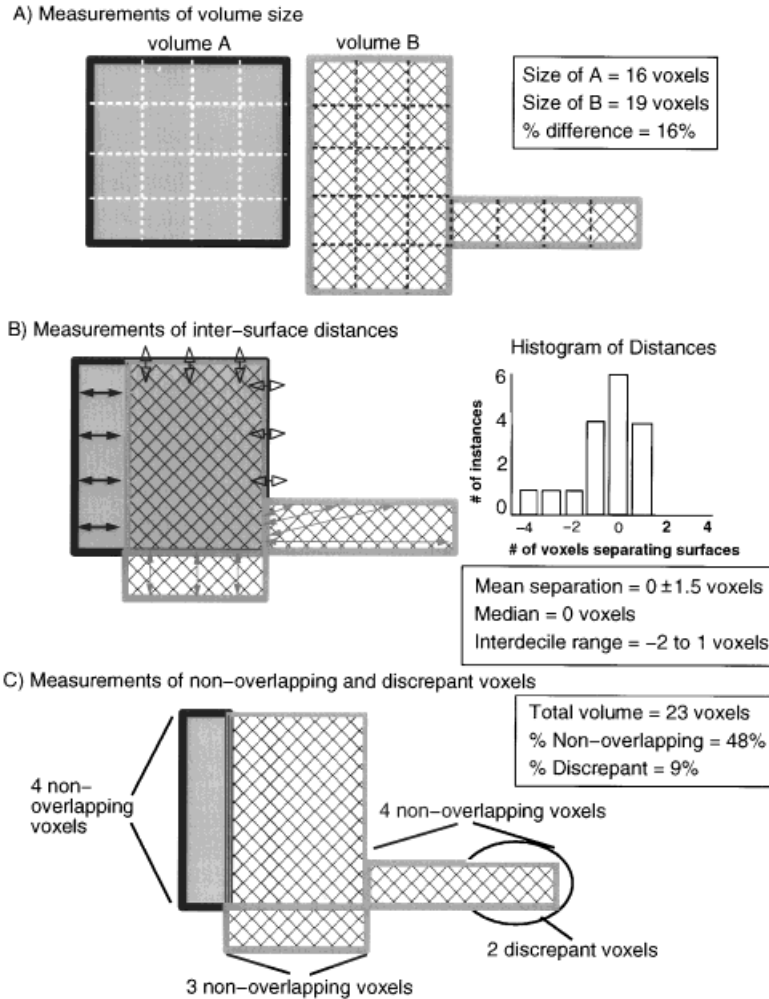 A) Measurements of volume size
volume A
volume B
Size of A = 16 voxels
Size of B = 19 voxels
% difference = 16%
B) Measurements of inter-surface distances
Histogram of Distances
# of instances
6
4
2
0
-4
-2
0
2
4
# of voxels separating surfaces
Mean separation = 0 ± 1.5 voxels
Median = 0 voxels
Interdecile range = -2 to 1 voxels
C) Measurements of non-overlapping and discrepant voxels
Total volume = 23 voxels
% Non-overlapping = 48%
% Discrepant = 9%
4 non-
overlapping
voxels
4 non-overlapping voxels
2 discrepant voxels
3 non-overlapping voxels